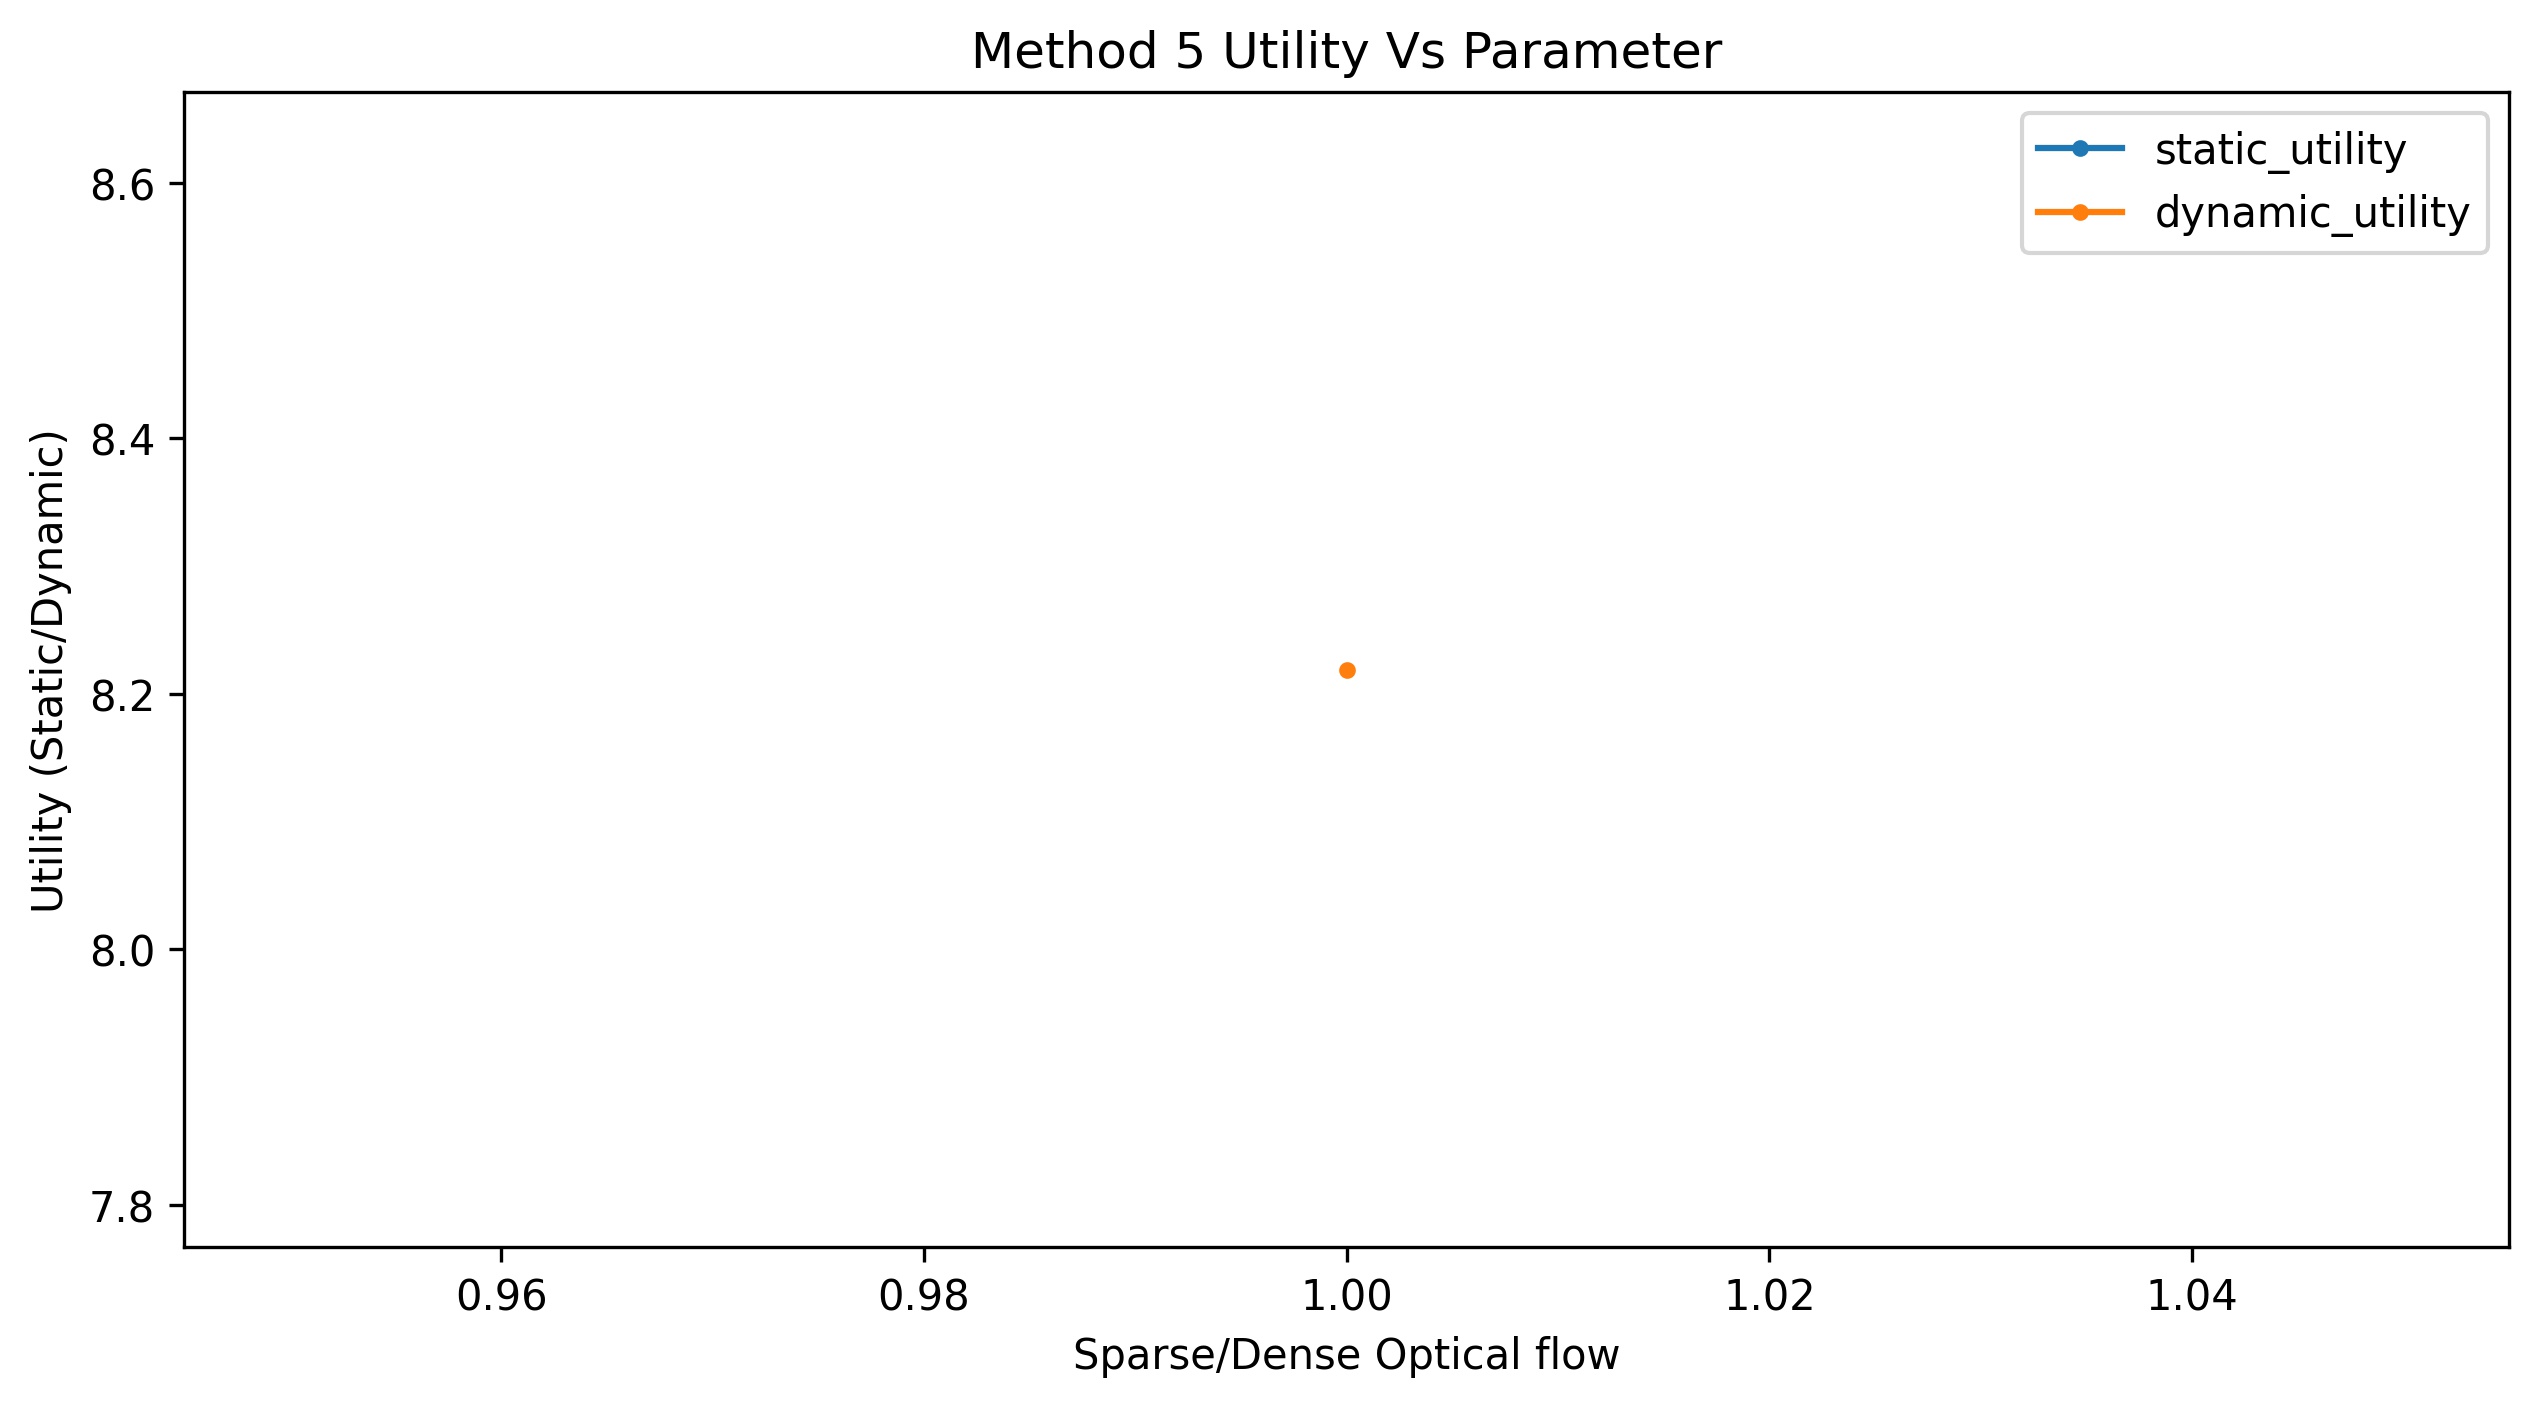 Method 5 Utility Vs Parameter
static_utility
dynamic_utility
Utility (Static/Dynamic)
8.6
8.4
8.2
8.0
7.8
0.96 0.98 1.00 1.02 1.04
Sparse/Dense Optical flow